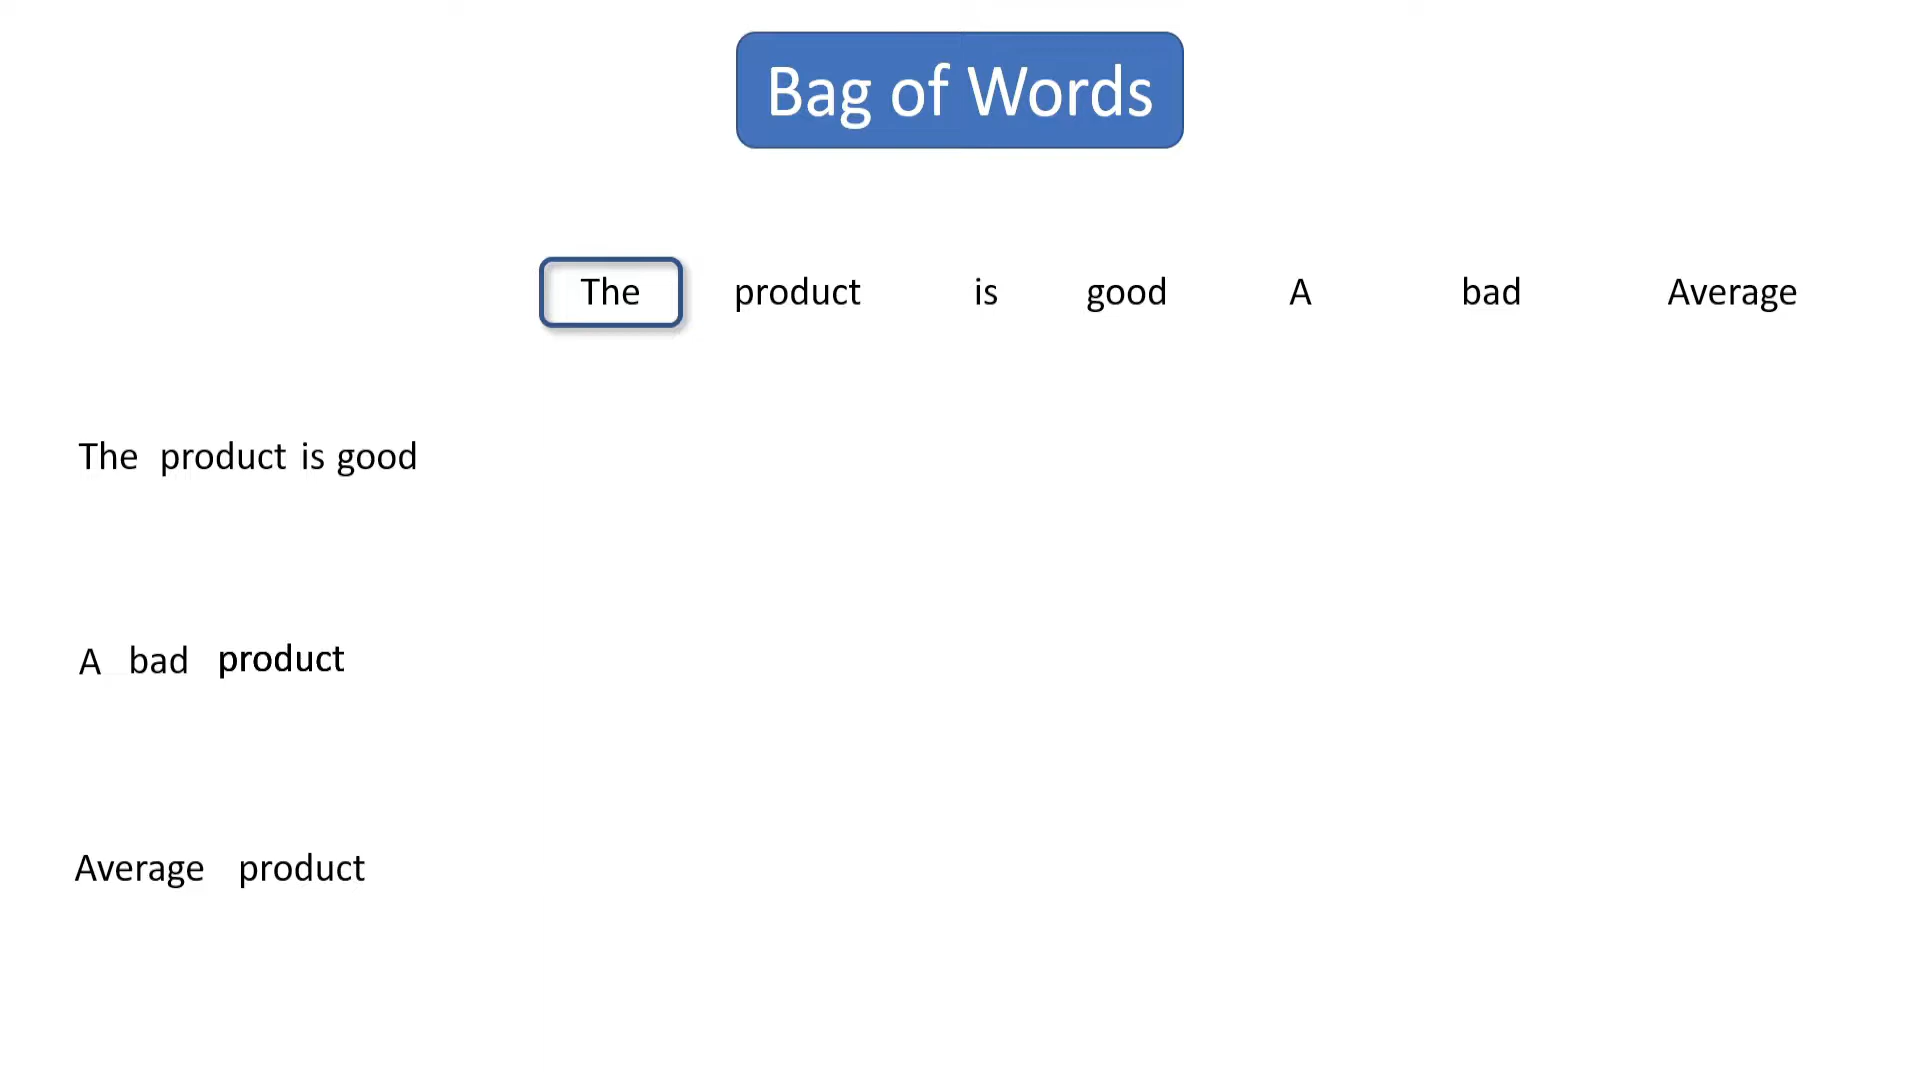 Bag of Words
The product is good A bad Average
The product is good
A bad product
Average product